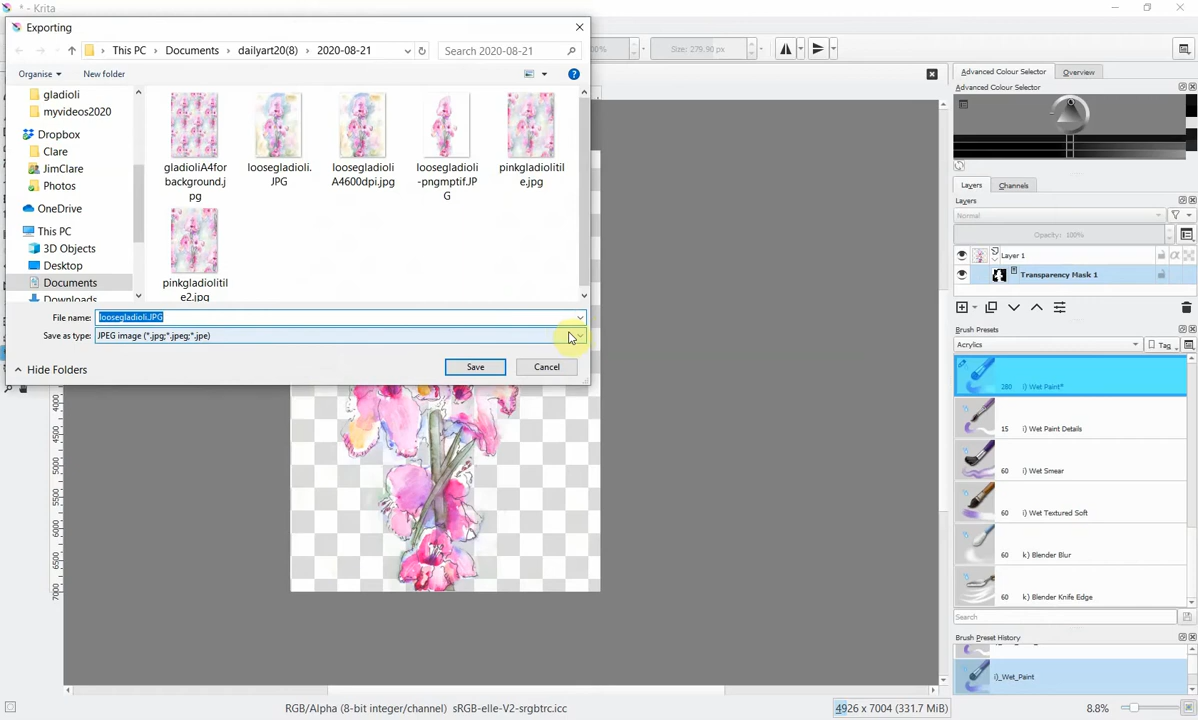 * - Krita
Exporting
This PC > Documents > dailyart20(8) > 2020-08-21
Search 2020-08-21
Organise
New folder
gladioli
myvideos2020
Dropbox
Clare
JimClare
Photos
OneDrive
This PC
3D Objects
Desktop
Documents
Downloads
gladioliA4for
background.j
pg
loosegladioli.
JPG
loosegladioli
A4600dpi.jpg
loosegladioli
-pngmptif.JP
G
pinkgladiolitil
e.jpg
pinkgladiolitil
e2.jpg
File name: loosegladioli.JPG
Save as type: JPEG image (*.jpg;*.jpeg;*.jpe)
Hide Folders
Save
Cancel
Size: 279.90 px
Advanced Colour Selector
Overview
Advanced Colour Selector
Layers
Channels
Layers
Normal
Opacity: 100%
Layer 1
Transparency Mask 1
Brush Presets
Acrylics
Tag
280 i) Wet Paint*
15 i) Wet Paint Details
60 i) Wet Smear
60 i) Wet Textured Soft
60 k) Blender Blur
60 k) Blender Knife Edge
Search
Brush Preset History
i)_Wet_Paint
4000
4500
5000
5500
6000
6500
7000
RGB/Alpha (8-bit integer/channel) sRGB-elle-V2-srgbtrc.icc
4926 x 7004 (331.7 MiB)
8.8%